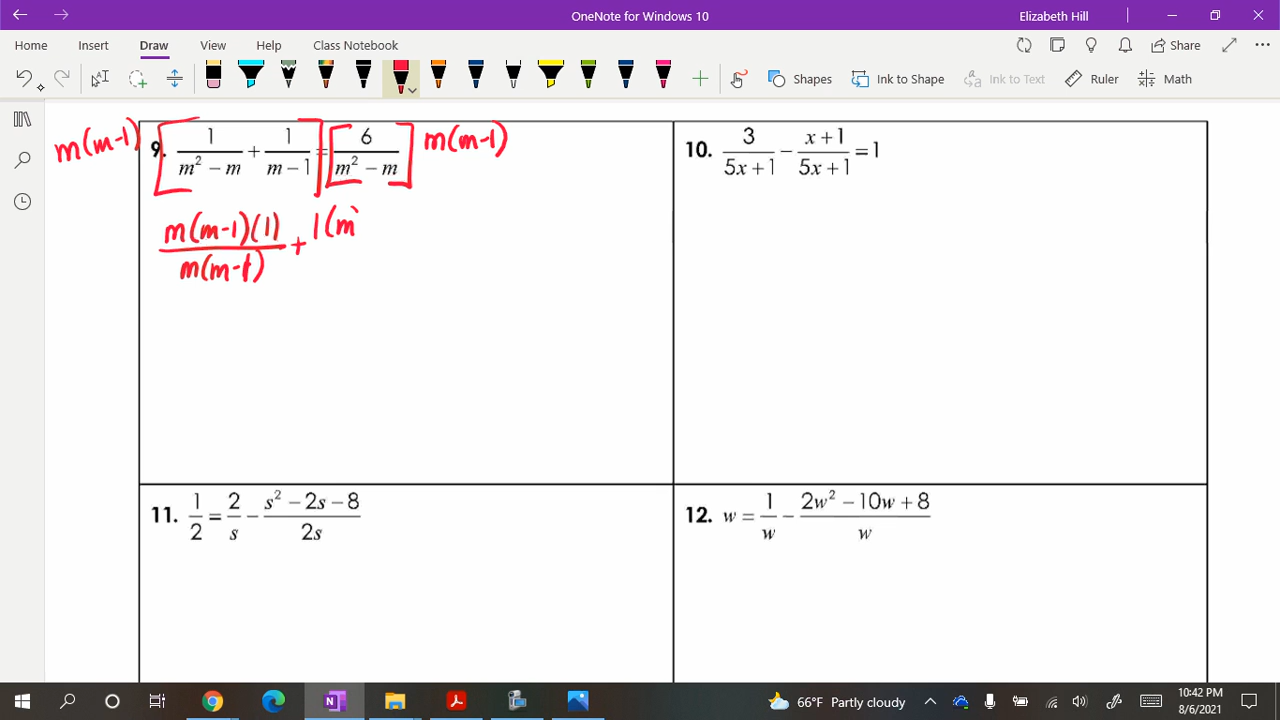 OneNote for Windows 10
Elizabeth Hill
Home Insert Draw View Help Class Notebook
Share
Shapes Ink to Shape Ink to Text Ruler Math
m(m-1) 9. [1/(m² − m) + 1/(m − 1)] = [6/(m² − m)] m(m-1)
m(m-1)(1)/m(m-1) + 1(m
10. 3/(5x + 1) − (x + 1)/(5x + 1) = 1
11. 1/2 = 2/s − (s² − 2s − 8)/2s
12. w = 1/w − (2w² − 10w + 8)/w
66°F Partly cloudy
10:42 PM
8/6/2021